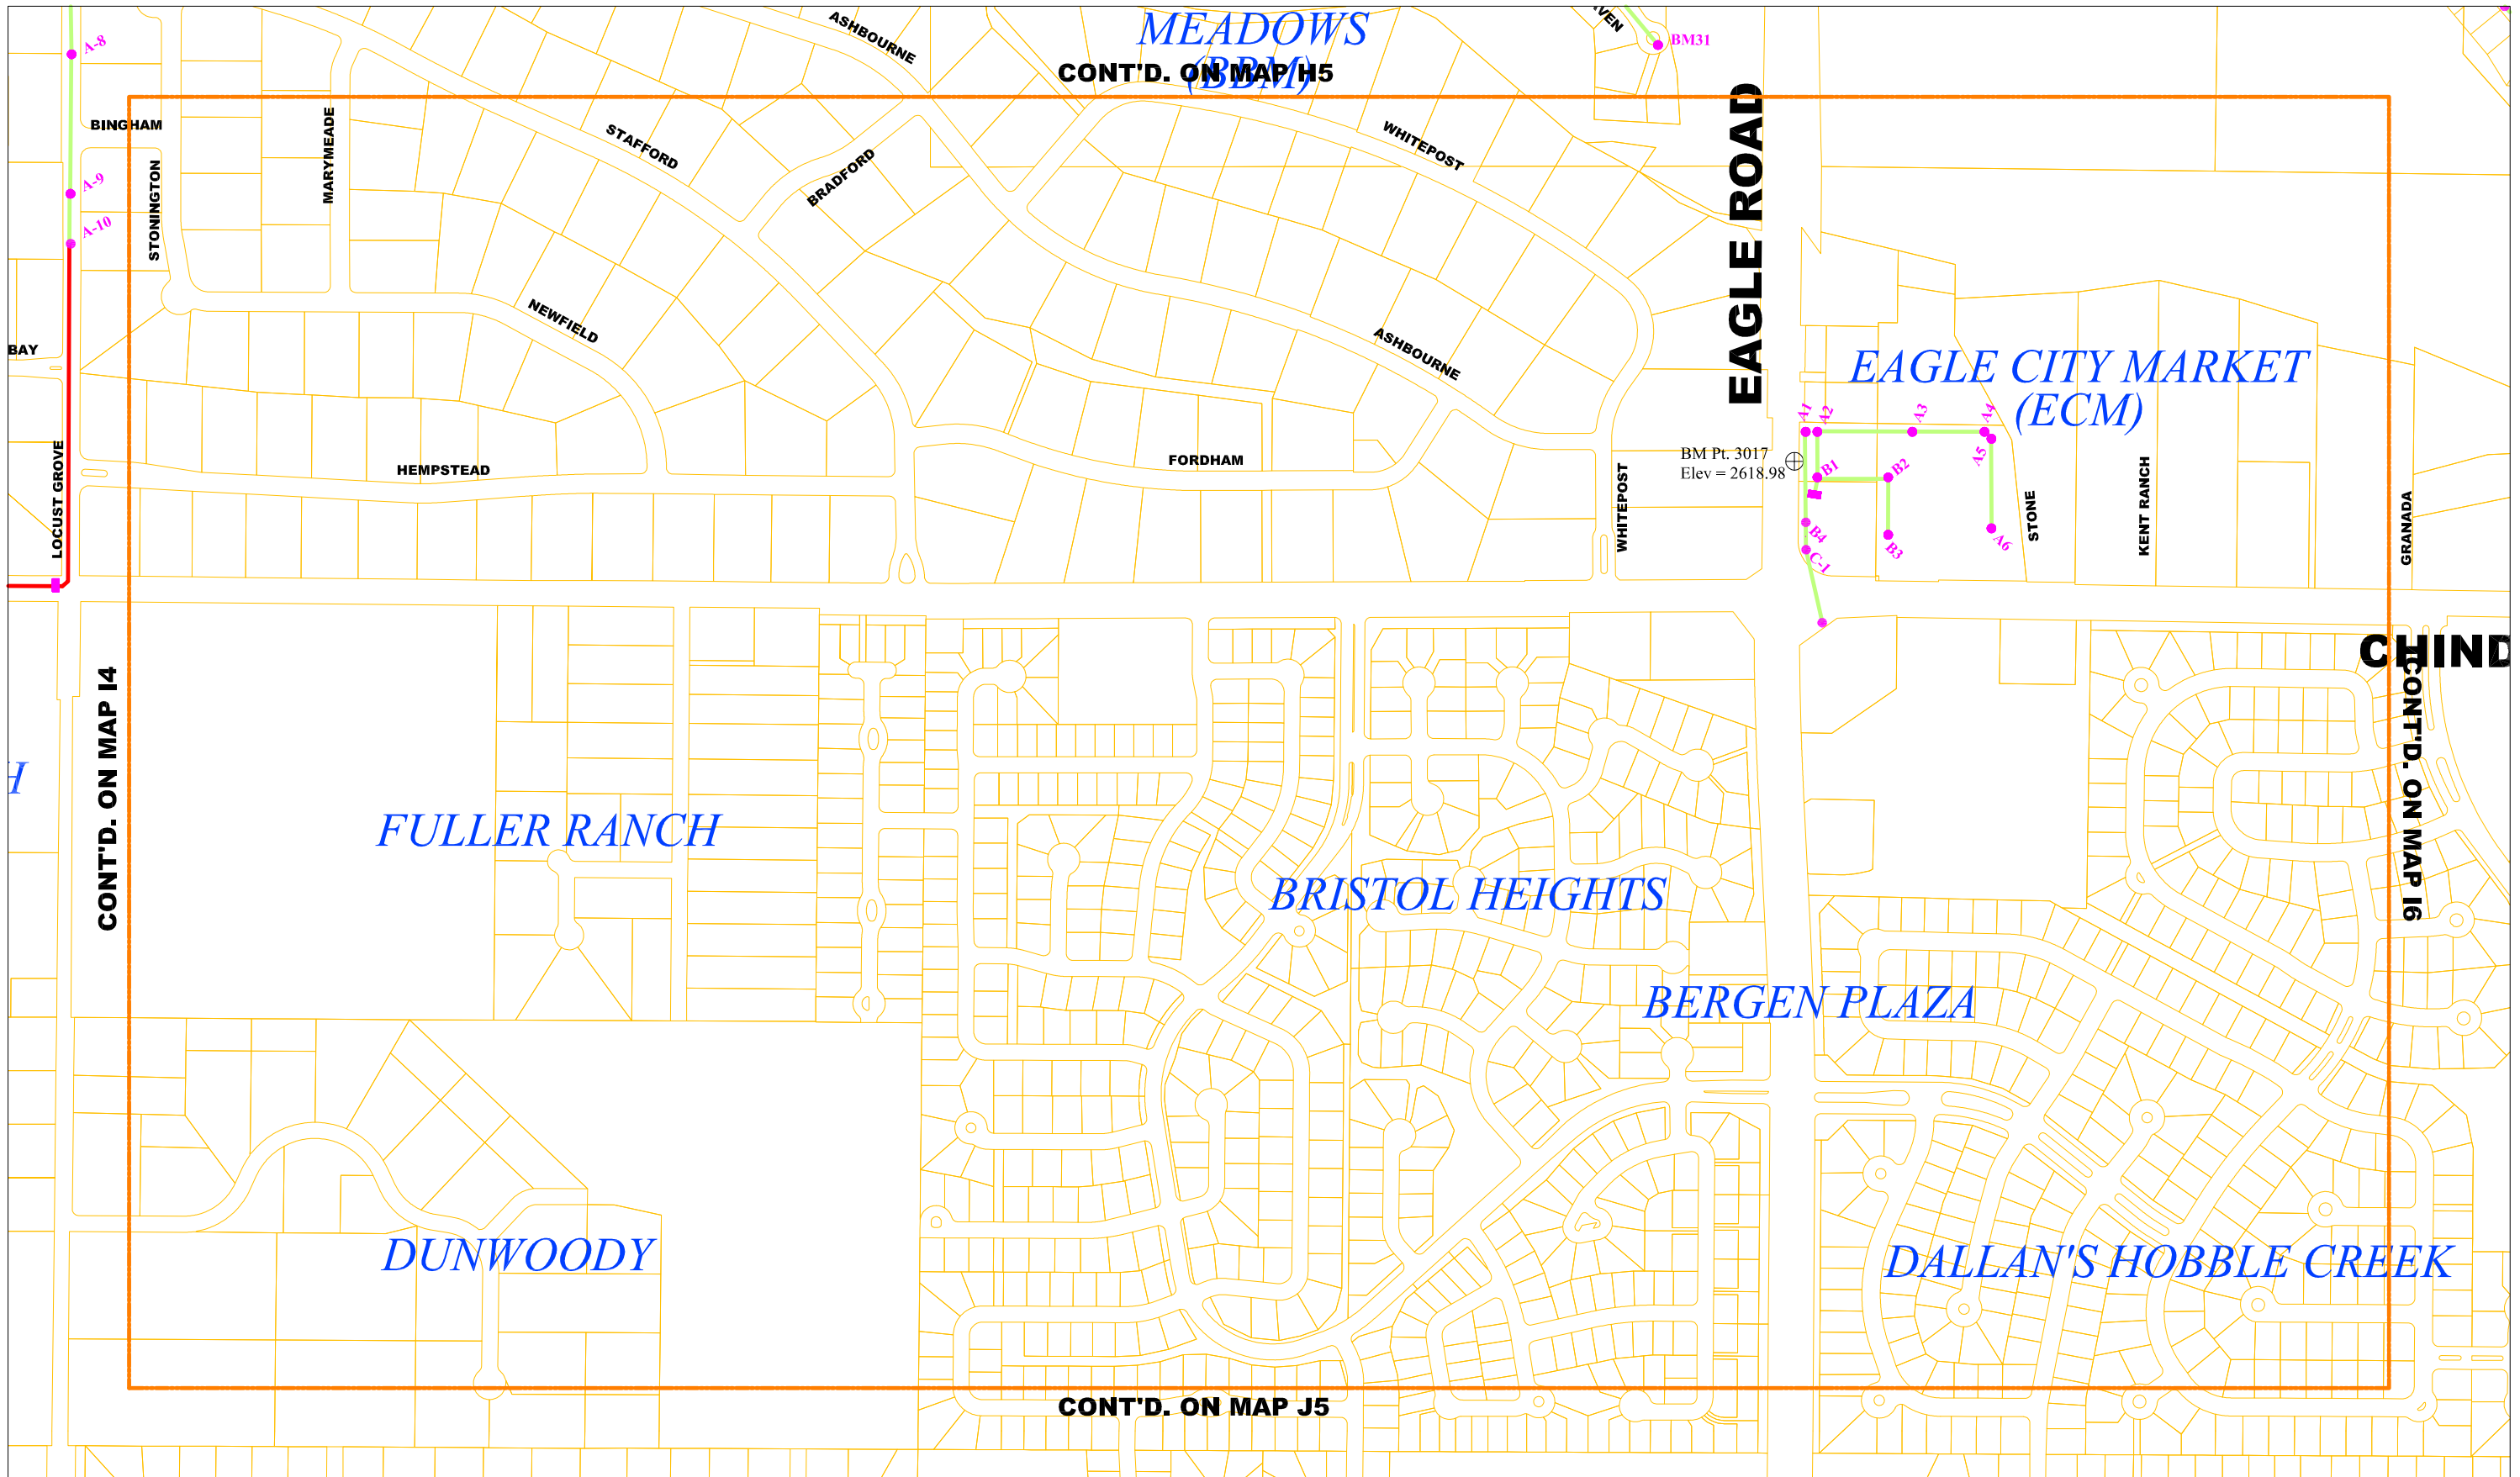 ASHBOURNE
MEADOWS
(BBM)
CONT'D. ON MAP H5
VEN
BM31
A-8
BINGHAM
A-9
A-10
STONINGTON
MARYMEADE
STAFFORD
BRADFORD
WHITEPOST
EAGLE ROAD
NEWFIELD
ASHBOURNE
BAY
EAGLE CITY MARKET
(ECM)
A1
A2
A3
A4
A5
A6
BM Pt. 3017
Elev = 2618.98
B1
B2
B3
B4
C-1
LOCUST GROVE
HEMPSTEAD
FORDHAM
WHITEPOST
STONE
KENT RANCH
GRANADA
CHIND
CONT'D. ON MAP I4
CONT'D. ON MAP I6
H
FULLER RANCH
BRISTOL HEIGHTS
BERGEN PLAZA
DUNWOODY
DALLAN'S HOBBLE CREEK
CONT'D. ON MAP J5